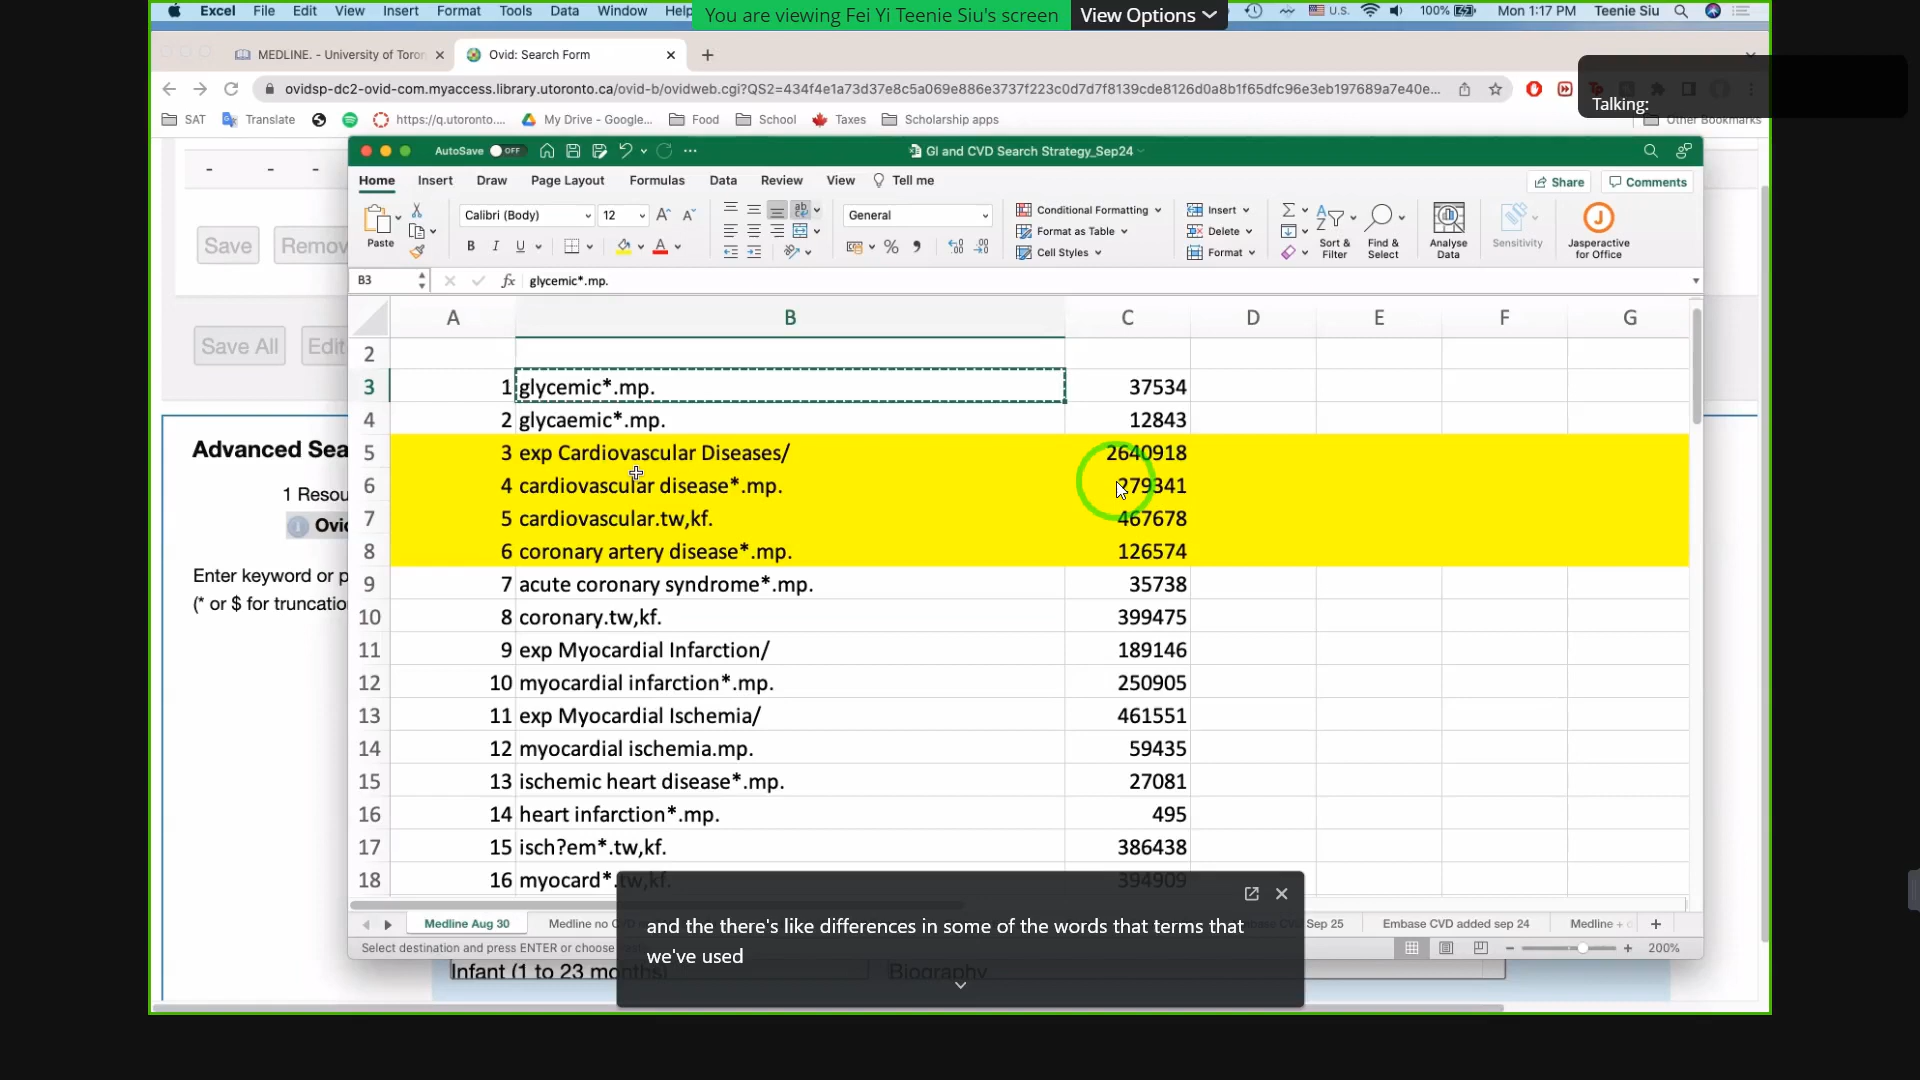 Excel File Edit View Insert Format Tools Data Window Help
You are viewing Fei Yi Teenie Siu's screen View Options
U.S. 100% Mon 1:17 PM Teenie Siu
MEDLINE. - University of Toron
Ovid: Search Form
ovidsp-dc2-ovid-com.myaccess.library.utoronto.ca/ovid-b/ovidweb.cgi?QS2=434f4e1a73d37e8c5a069e886e3737f223c0d7d7f8139cde8126d0a8b1f65dfc96e3eb197689a7e40e...
Talking:
SAT Translate https://q.utoronto.... My Drive - Google... Food School Taxes Scholarship apps Other Bookmarks
AutoSave OFF GI and CVD Search Strategy_Sep24
Home Insert Draw Page Layout Formulas Data Review View Tell me Share Comments
Paste Calibri (Body) 12 General
B I U
Conditional Formatting
Format as Table
Cell Styles
Insert
Delete
Format
Sort & Filter
Find & Select
Analyse Data
Sensitivity
Jasperactive for Office
B3 fx glycemic*.mp.
A B C D E F G
2
3 1 glycemic*.mp. 37534
4 2 glycaemic*.mp. 12843
5 3 exp Cardiovascular Diseases/ 2640918
6 4 cardiovascular disease*.mp. 279341
7 5 cardiovascular.tw,kf. 467678
8 6 coronary artery disease*.mp. 126574
9 7 acute coronary syndrome*.mp. 35738
10 8 coronary.tw,kf. 399475
11 9 exp Myocardial Infarction/ 189146
12 10 myocardial infarction*.mp. 250905
13 11 exp Myocardial Ischemia/ 461551
14 12 myocardial ischemia.mp. 59435
15 13 ischemic heart disease*.mp. 27081
16 14 heart infarction*.mp. 495
17 15 isch?em*.tw,kf. 386438
18 16 myocard*.tw,kf. 394909
Save Remov
Save All Edit
Advanced Sea
1 Resou
Ovid
Enter keyword or p
(* or $ for truncatio
Medline Aug 30 Medline no Sep 25 Embase CVD added sep 24 Medline +
Select destination and press ENTER or choose 200%
and the there's like differences in some of the words that terms that
we've used
Infant (1 to 23 months) Biography